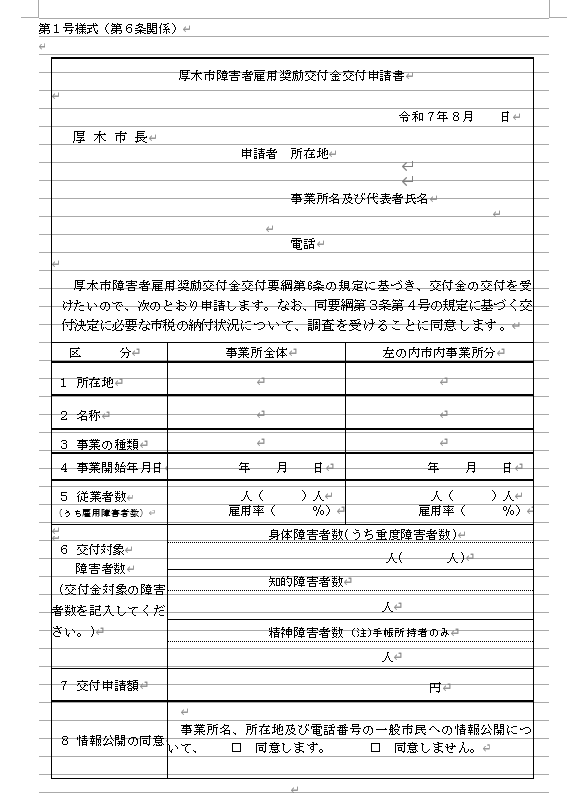 第１号様式（第６条関係）
厚木市障害者雇用奨励交付金交付申請書
令和７年８月　　日
厚 木 市 長
申請者　所在地
事業所名及び代表者氏名
電話
厚木市障害者雇用奨励交付金交付要綱第6条の規定に基づき、交付金の交付を受
けたいので、次のとおり申請します。なお、同要綱第３条第４号の規定に基づく交
付決定に必要な市税の納付状況について、調査を受けることに同意します。
区　　　分　事業所全体　左の内市内事業所分
１ 所在地
２ 名称
３ 事業の種類
４ 事業開始年月日　年　　月　　日　年　　月　　日
５ 従業者数　人（　　　）人　人（　　　）人
（うち雇用障害者数）　雇用率（　　　％）　雇用率（　　　％）
６ 交付対象
障害者数
（交付金対象の障害
者数を記入してくだ
さい。）
身体障害者数(うち重度障害者数)
人(　　　人)
知的障害者数
人
精神障害者数　(注)手帳所持者のみ
人
７ 交付申請額　円
８ 情報公開の同意
事業所名、所在地及び電話番号の一般市民への情報公開につ
いて、　　□　同意します。　　　□　同意しません。